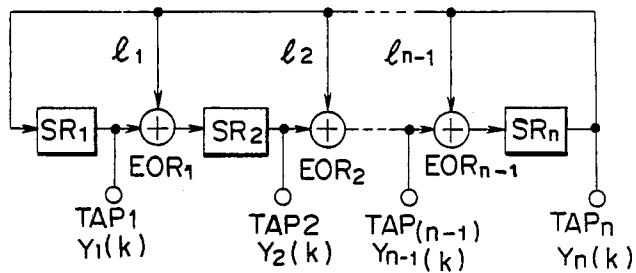 ℓ1 ℓ2 ℓn-1
SR1 SR2 SRn
EOR1 EOR2 EORn-1
TAP1 TAP2 TAP(n-1) TAPn
Y1(k) Y2(k) Yn-1(k) Yn(k)